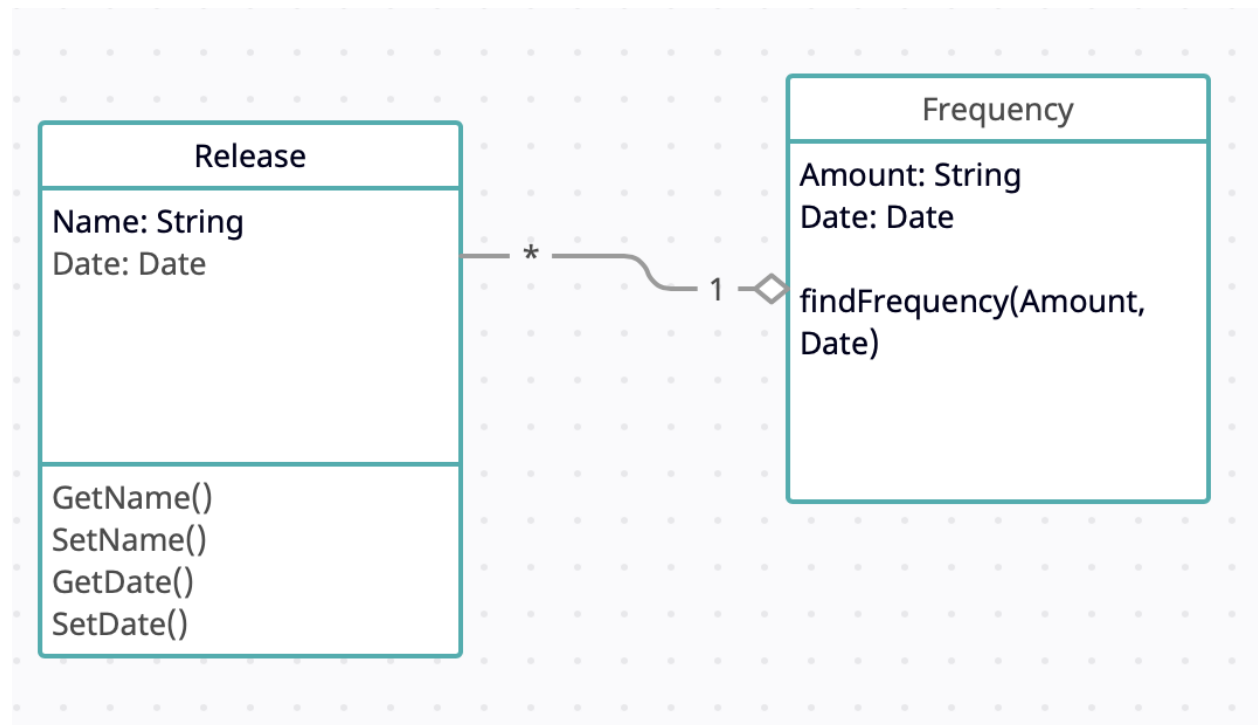 Release
Name: String
Date: Date
GetName()
SetName()
GetDate()
SetDate()
*
1
Frequency
Amount: String
Date: Date
findFrequency(Amount,
Date)